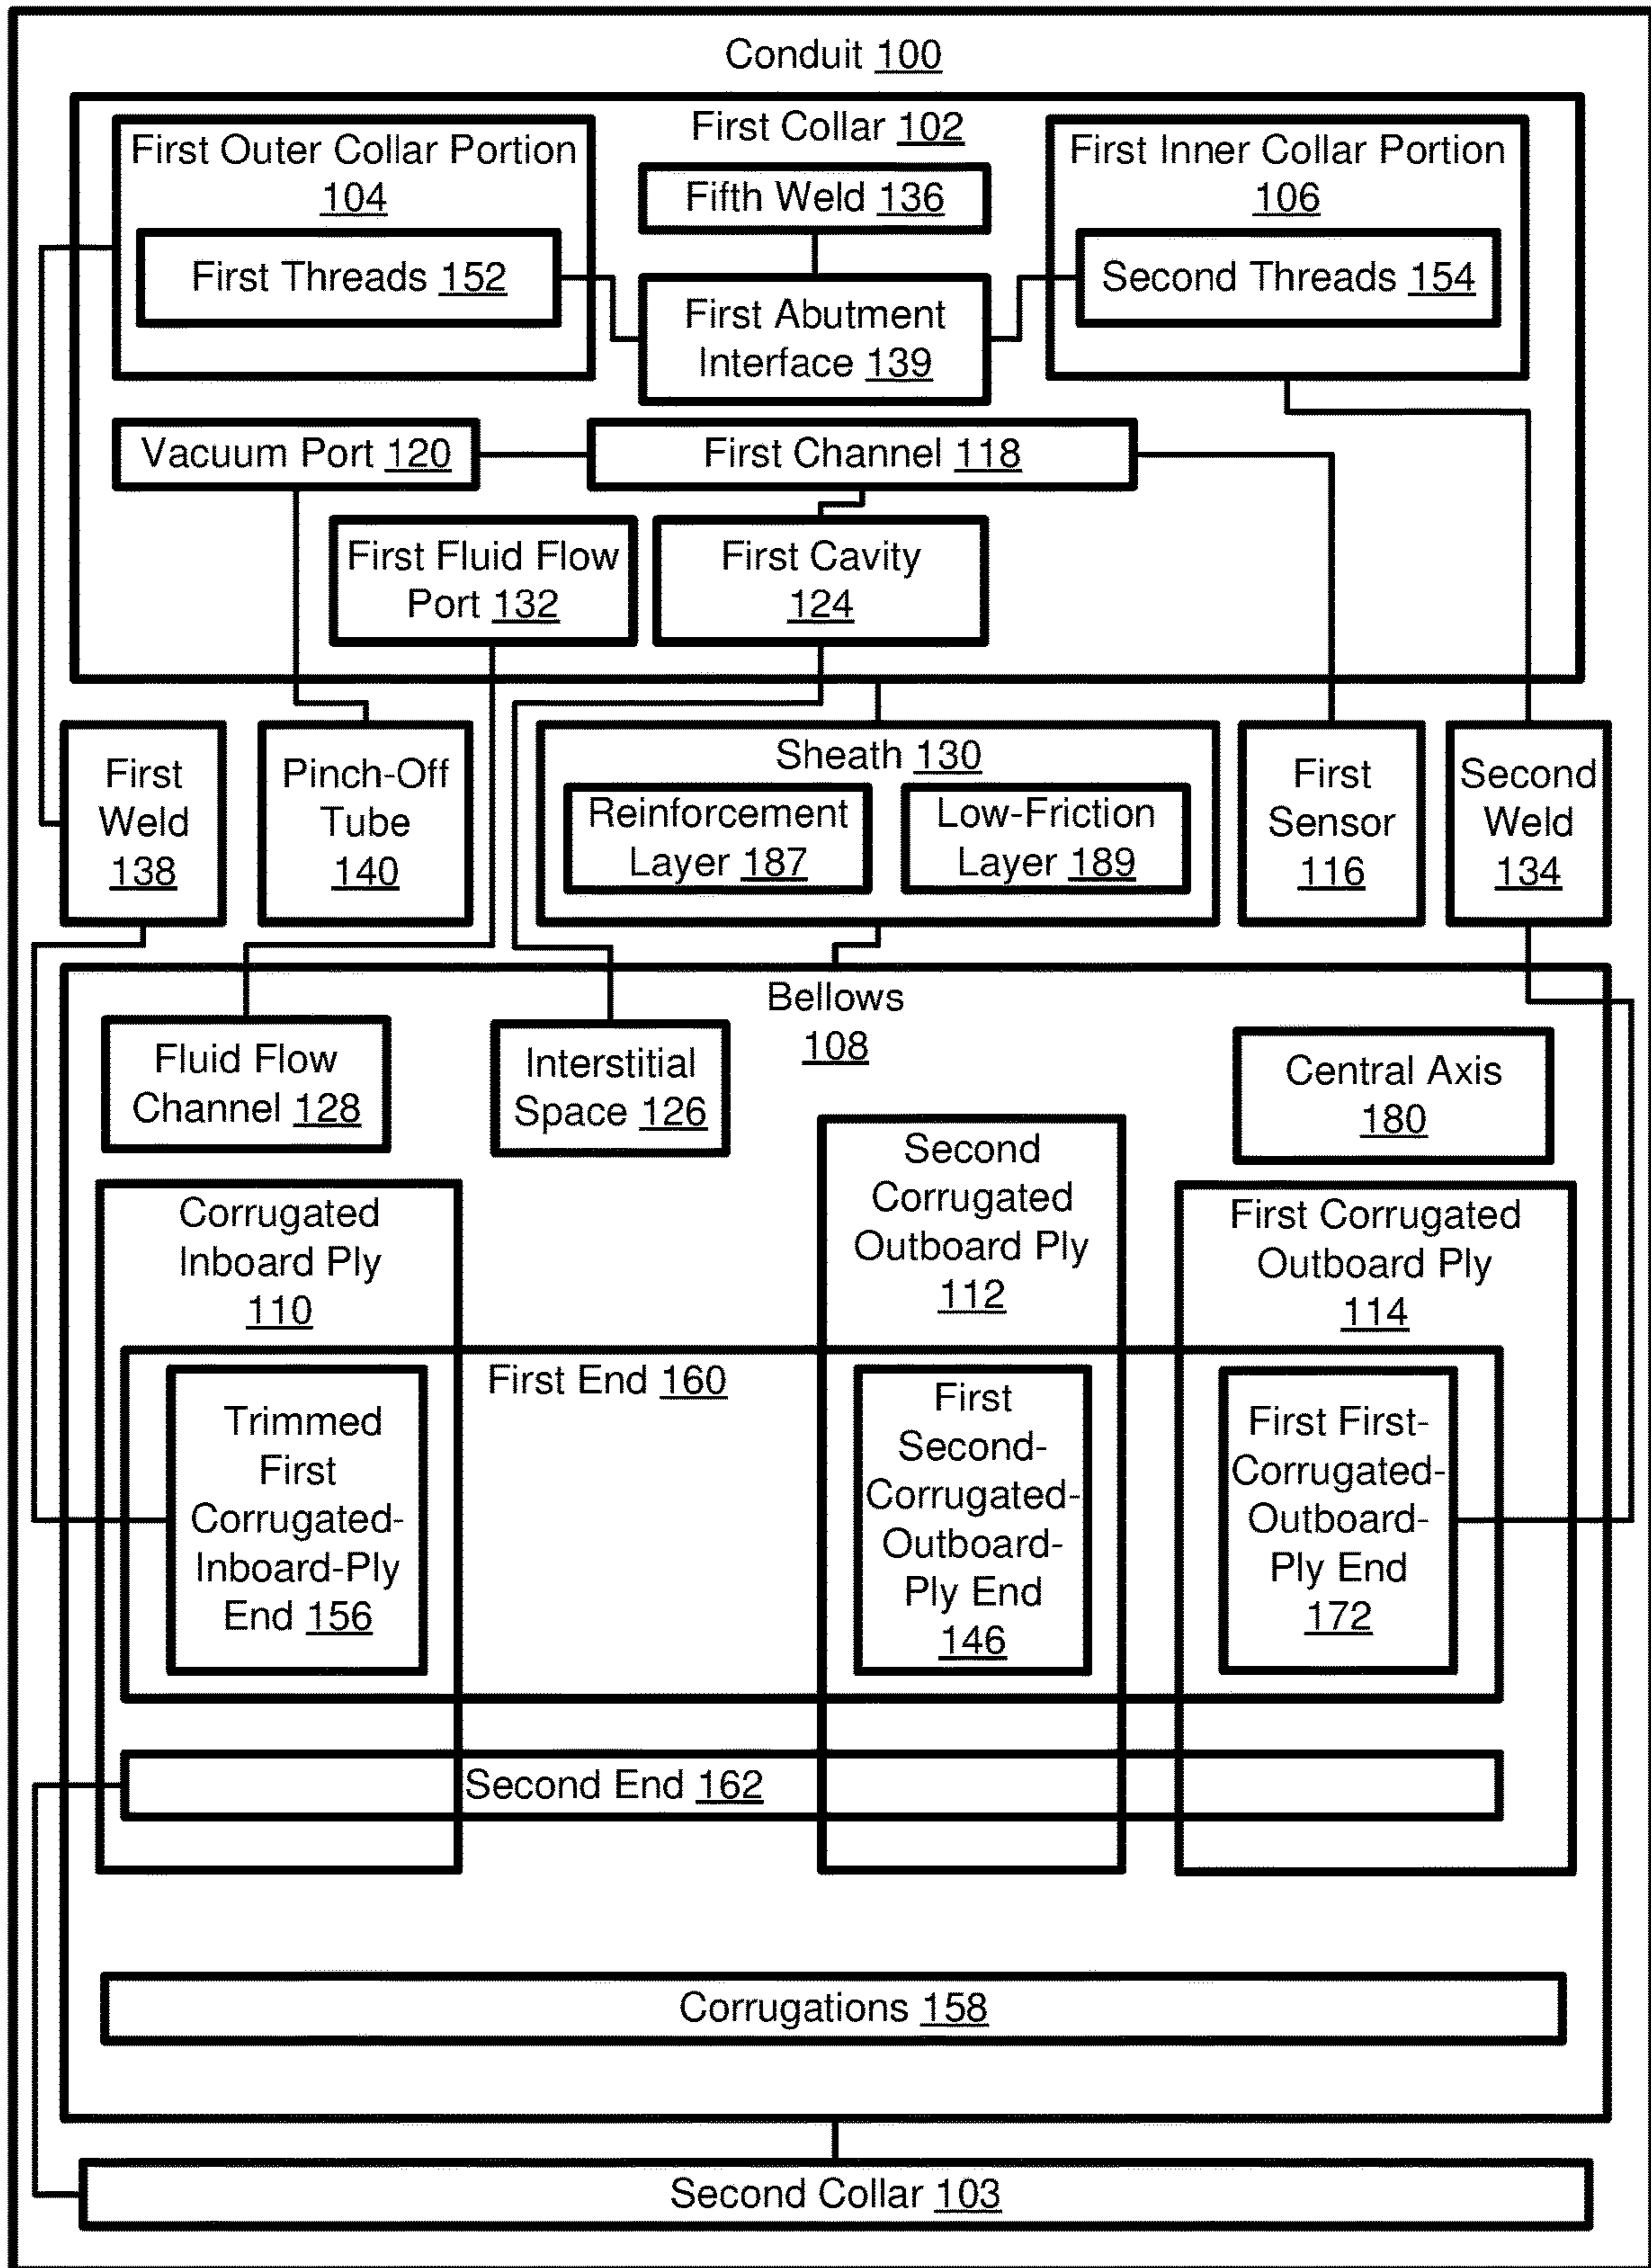 Conduit 100
First Collar 102
First Outer Collar Portion
104
First Threads 152
Fifth Weld 136
First Abutment
Interface 139
First Inner Collar Portion
106
Second Threads 154
Vacuum Port 120
First Channel 118
First Fluid Flow
Port 132
First Cavity
124
First
Weld
138
Pinch-Off
Tube
140
Sheath 130
Reinforcement
Layer 187
Low-Friction
Layer 189
First
Sensor
116
Second
Weld
134
Bellows
108
Fluid Flow
Channel 128
Interstitial
Space 126
Central Axis
180
Corrugated
Inboard Ply
110
Second
Corrugated
Outboard Ply
112
First Corrugated
Outboard Ply
114
First End 160
Trimmed
First
Corrugated-
Inboard-Ply
End 156
First
Second-
Corrugated-
Outboard-
Ply End
146
First First-
Corrugated-
Outboard-
Ply End
172
Second End 162
Corrugations 158
Second Collar 103